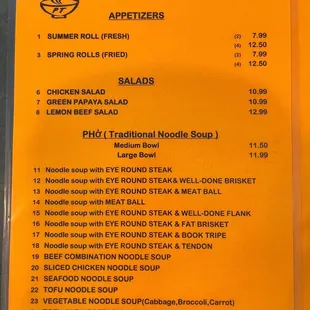 PT
APPETIZERS
1 SUMMER ROLL (FRESH) (2) 7.99
(4) 12.50
3 SPRING ROLLS (FRIED) (2) 7.99
(4) 12.50
SALADS
6 CHICKEN SALAD 10.99
7 GREEN PAPAYA SALAD 10.99
8 LEMON BEEF SALAD 12.99
PHỞ ( Traditional Noodle Soup )
Medium Bowl 11.50
Large Bowl 11.99
11 Noodle soup with EYE ROUND STEAK
12 Noodle soup with EYE ROUND STEAK& WELL-DONE BRISKET
13 Noodle soup with EYE ROUND STEAK & MEAT BALL
14 Noodle soup with MEAT BALL
15 Noodle soup with EYE ROUND STEAK & WELL-DONE FLANK
16 Noodle soup with EYE ROUND STEAK & FAT BRISKET
17 Noodle soup with EYE ROUND STEAK & BOOK TRIPE
18 Noodle soup with EYE ROUND STEAK & TENDON
19 BEEF COMBINATION NOODLE SOUP
20 SLICED CHICKEN NOODLE SOUP
21 SEAFOOD NOODLE SOUP
22 TOFU NOODLE SOUP
23 VEGETABLE NOODLE SOUP(Cabbage,Broccoli,Carrot)